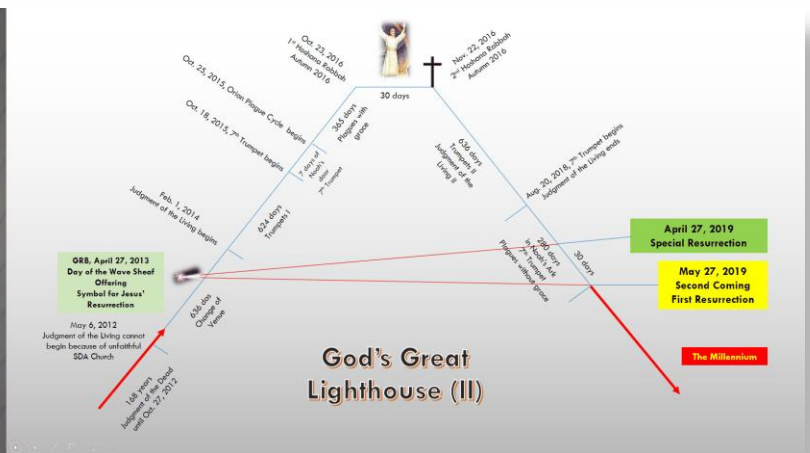 Oct. 23, 2016
1st Hoshana Rabbah
Autumn 2016
Nov. 22, 2016
2nd Hoshana Rabbah
Autumn 2016
30 days
Oct. 25, 2015, Orion Plague Cycle begins
365 days
Plagues with
grace
Oct. 18, 2015, 7th Trumpet begins
7 days of
Noah's
door
7th Trumpet
636 days
Trumpets II
Judgment of the
Living II
Aug. 20, 2018, 7th Trumpet begins
Judgment of the Living ends
Feb. 1, 2014
Judgment of the Living begins
624 days
Trumpets I
April 27, 2019
Special Resurrection
280 days
in Noah's Ark
7th Trumpet
Plagues without grace
30 days
GRB, April 27, 2013
Day of the Wave Sheaf
Offering
Symbol for Jesus'
Resurrection
May 27, 2019
Second Coming
First Resurrection
636 das
Change of
Venue
May 6, 2012
Judgment of the Living cannot
begin because of unfaithful
SDA Church
The Millennium
God's Great
Lighthouse (II)
168 years
Judgment of the Dead
until Oct. 27, 2012